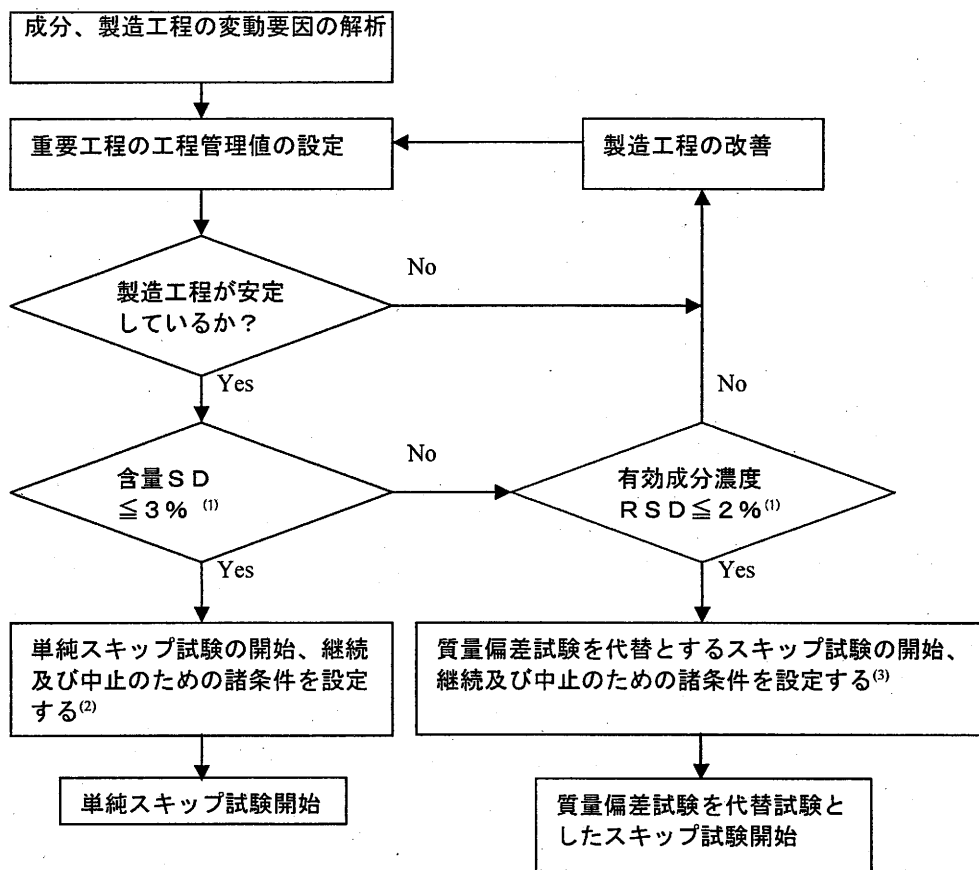 成分、製造工程の変動要因の解析
重要工程の工程管理値の設定
製造工程の改善
No
製造工程が安定
しているか？
Yes
No
No
含量ＳＤ
≦３％ (1)
有効成分濃度
ＲＳＤ≦２％(1)
Yes
Yes
単純スキップ試験の開始、継続
及び中止のための諸条件を設定
する(2)
質量偏差試験を代替とするスキップ試験の開始、
継続及び中止のための諸条件を設定する(3)
単純スキップ試験開始
質量偏差試験を代替試験と
したスキップ試験開始